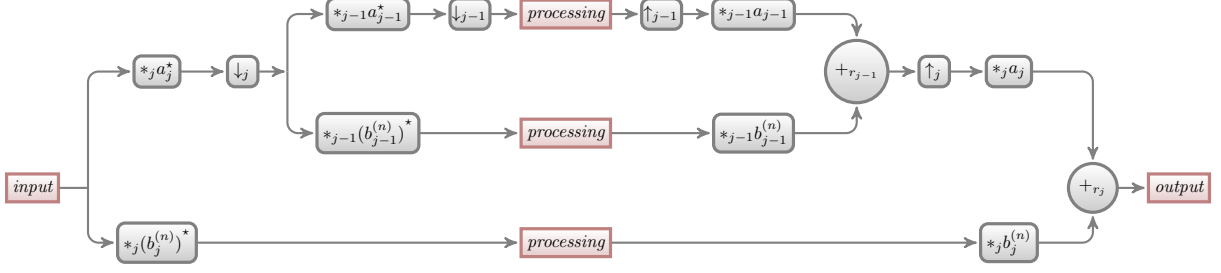 *_{j-1} a^⋆_{j-1} ↓_{j-1} processing ↑_{j-1} *_{j-1} a_{j-1}
*_j a^⋆_j ↓_j +_{r_{j-1}} ↑_j *_j a_j
*_{j-1} (b^{(n)}_{j-1})^⋆ processing *_{j-1} b^{(n)}_{j-1}
input +_{r_j} output
*_j (b^{(n)}_j)^⋆ processing *_j b^{(n)}_j